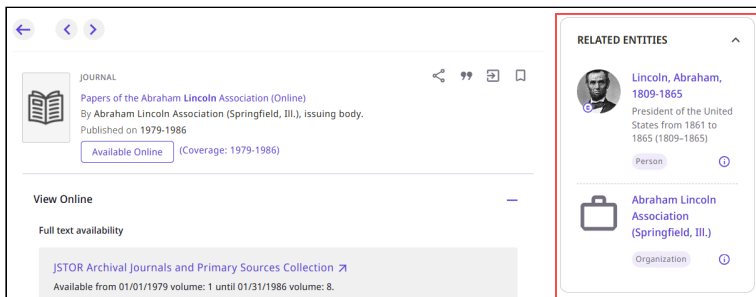 JOURNAL
Papers of the Abraham Lincoln Association (Online)
By Abraham Lincoln Association (Springfield, Ill.), issuing body.
Published on 1979-1986
Available Online (Coverage: 1979-1986)
View Online
Full text availability
JSTOR Archival Journals and Primary Sources Collection
Available from 01/01/1979 volume: 1 until 01/31/1986 volume: 8.
RELATED ENTITIES
Lincoln, Abraham,
1809-1865
President of the United
States from 1861 to
1865 (1809–1865)
Person
Abraham Lincoln
Association
(Springfield, Ill.)
Organization